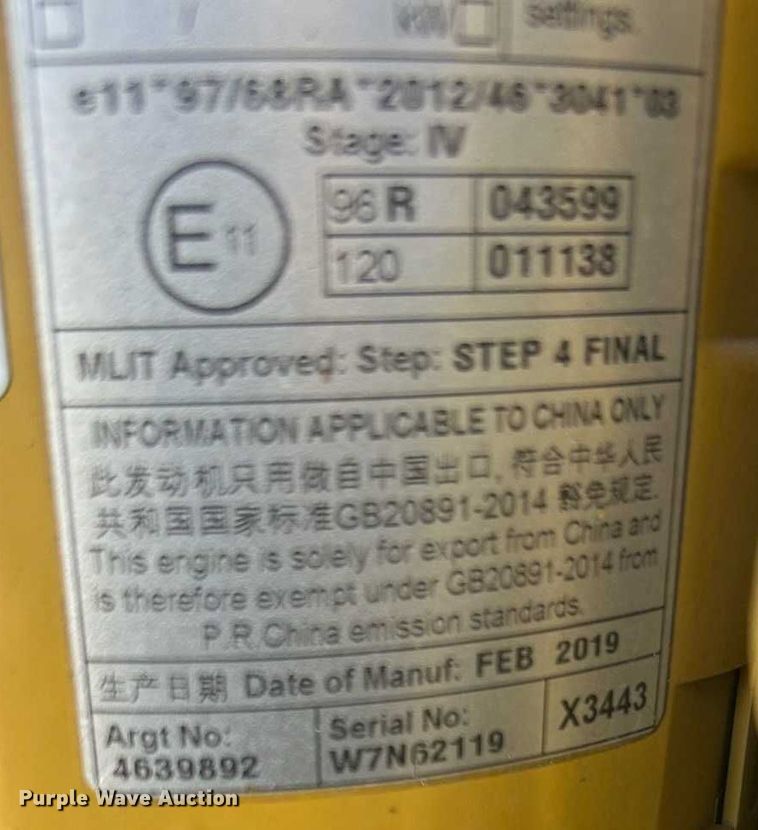 kW/ settings.
e11*97/68RA*2012/46*3041*03
Stage: IV
E 11
96 R 043599
120 011138
MLIT Approved: Step: STEP 4 FINAL
INFORMATION APPLICABLE TO CHINA ONLY
此发动机只用做自中国出口, 符合中华人民
共和国国家标准GB20891-2014 豁免规定.
This engine is solely for export from China and
is therefore exempt under GB20891-2014 from
P.R.China emission standards.
生产日期 Date of Manuf: FEB 2019
Argt No: Serial No: X3443
4639892 W7N62119
Purple Wave Auction